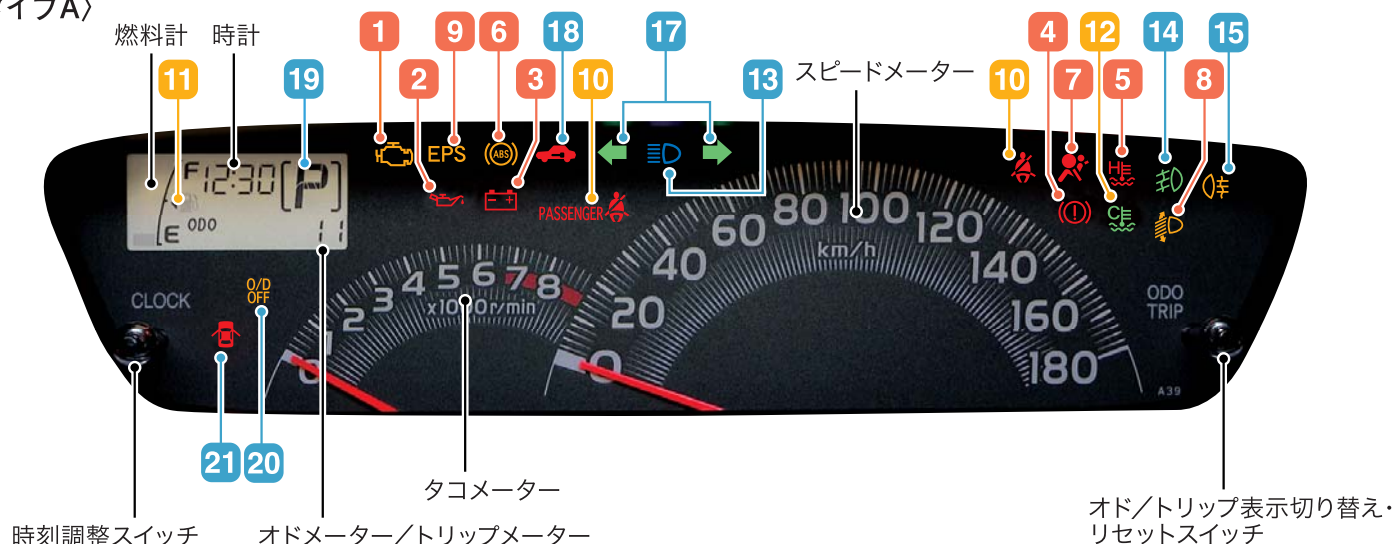 イプA〉
燃料計
時計
1
9
6
18
17
4
12
14
15
11
19
2
3
10
13
スピードメーター
10
7
5
8
F
12:30
P
E
ODO
11
EPS
ABS
PASSENGER
H
C
CLOCK
O/D
OFF
0
1
2
3
4
5
6
7
8
x1000r/min
0
20
40
60
80
100
120
140
160
180
km/h
ODO
TRIP
A39
21
20
タコメーター
時刻調整スイッチ
オドメーター/トリップメーター
オド/トリップ表示切り替え・
リセットスイッチ